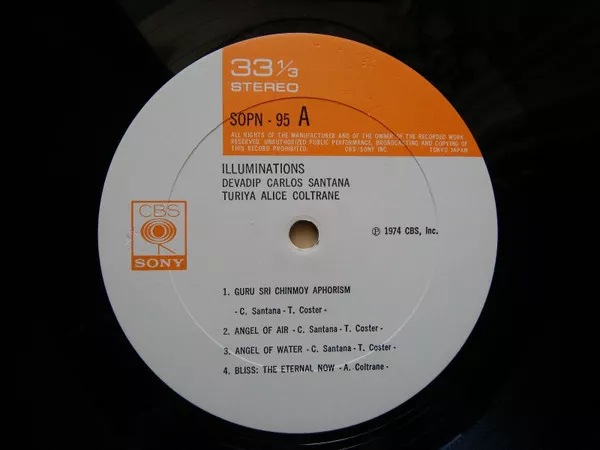 33 1/3
STEREO
SOPN - 95 A
ALL RIGHTS OF THE MANUFACTURER AND OF THE OWNER OF THE RECORDED WORK
RESERVED. UNAUTHORIZED PUBLIC PERFORMANCE, BROADCASTING AND COPYING OF
THIS RECORD PROHIBITED. CBS/SONY INC. TOKYO JAPAN
ILLUMINATIONS
DEVADIP CARLOS SANTANA
TURIYA ALICE COLTRANE
CBS
SONY
℗ 1974 CBS, Inc.
1. GURU SRI CHINMOY APHORISM
- C. Santana - T. Coster -
2. ANGEL OF AIR - C. Santana - T. Coster -
3. ANGEL OF WATER - C. Santana - T. Coster -
4. BLISS: THE ETERNAL NOW - A. Coltrane -